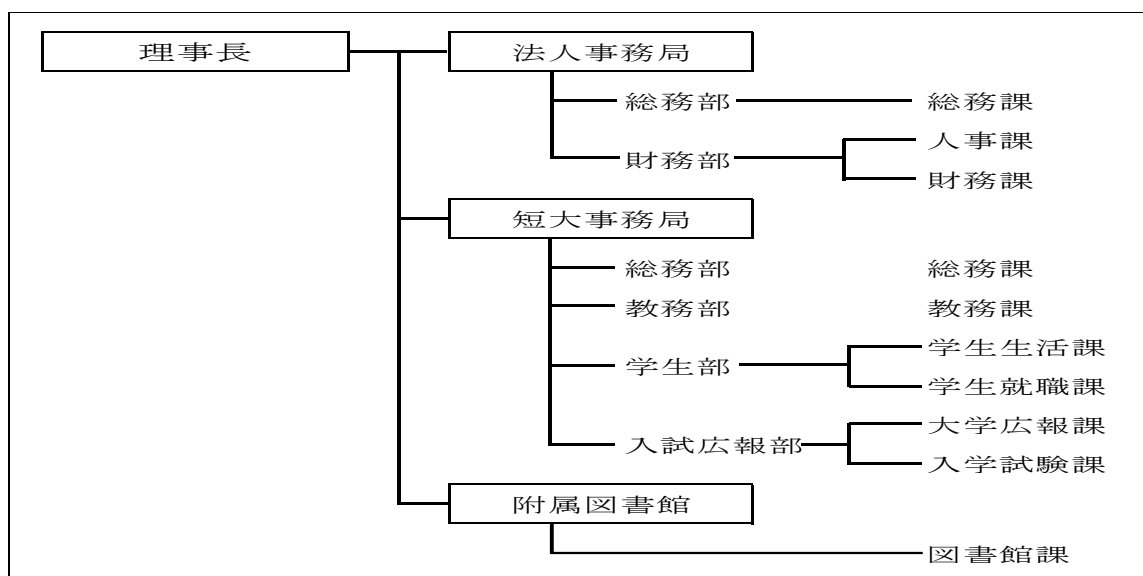 理事長 法人事務局
総務部 総務課
人事課
財務部
財務課
短大事務局
総務部 総務課
教務部 教務課
学生生活課
学生部
学生就職課
大学広報課
入試広報部
入学試験課
附属図書館
図書館課